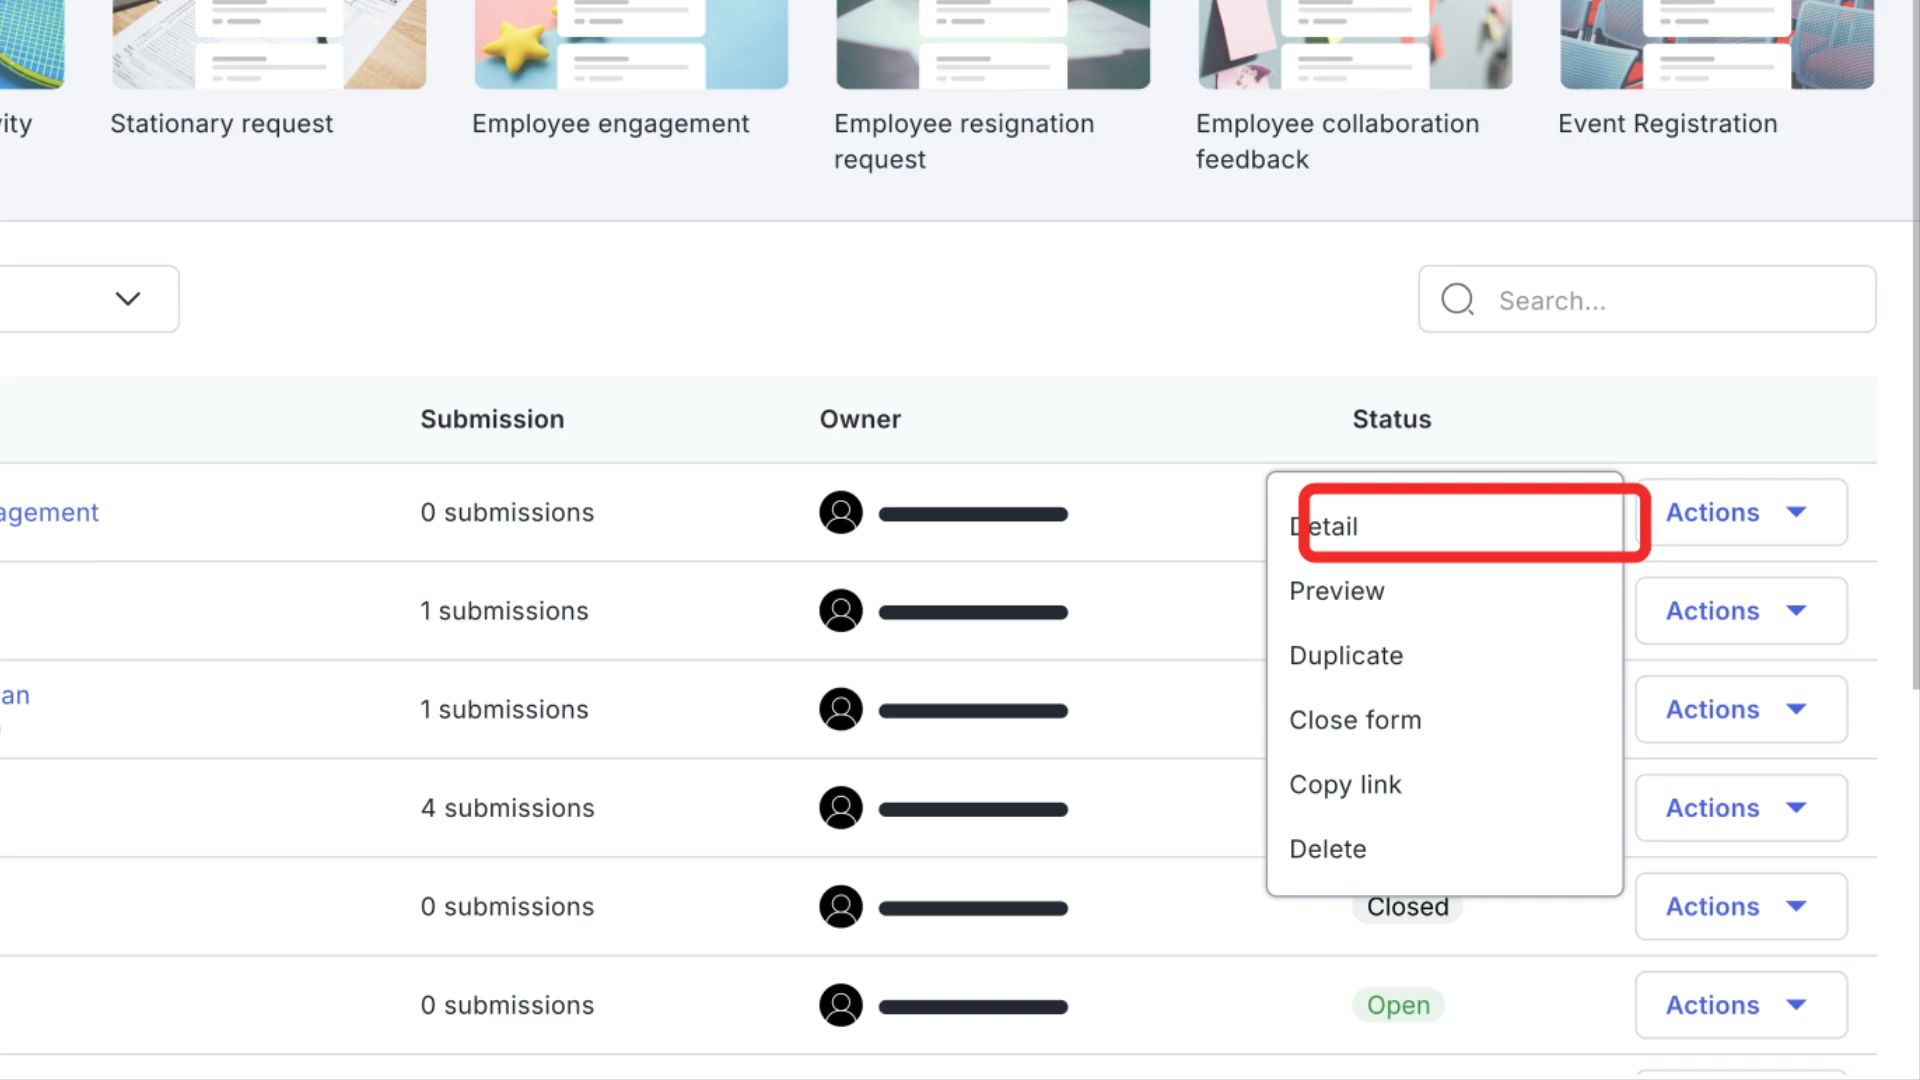 Stationary request
Employee engagement
Employee resignation
request
Employee collaboration
feedback
Event Registration
Search...
Submission
Owner
Status
agement
0 submissions
Detail
Actions
Preview
1 submissions
Actions
Duplicate
an
1 submissions
Close form
Actions
Copy link
4 submissions
Actions
Delete
0 submissions
Closed
Actions
0 submissions
Open
Actions